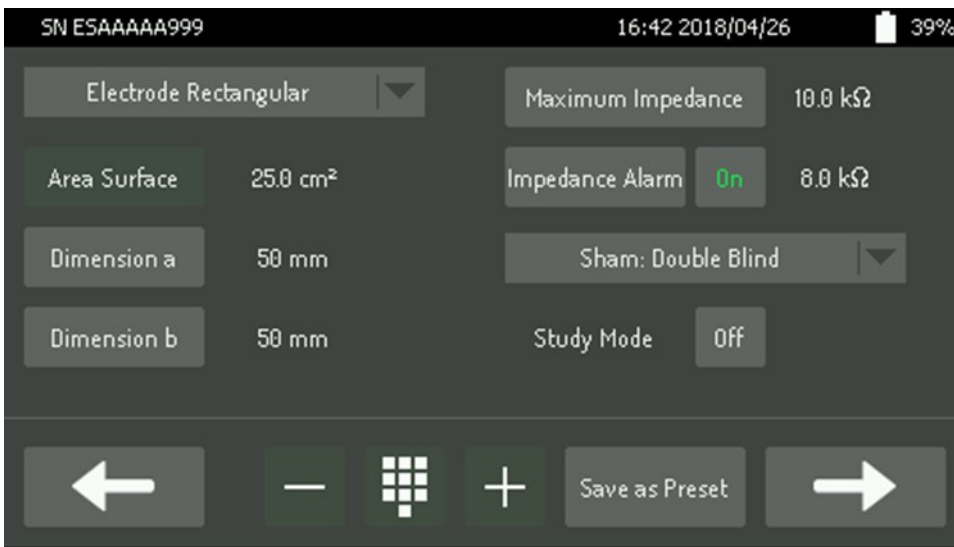 SN ESAAAAA999 16:42 2018/04/26 39%
Electrode Rectangular
Maximum Impedance 10.0 kΩ
Area Surface 25.0 cm²
Impedance Alarm On 8.0 kΩ
Dimension a 50 mm
Sham: Double Blind
Dimension b 50 mm
Study Mode Off
Save as Preset